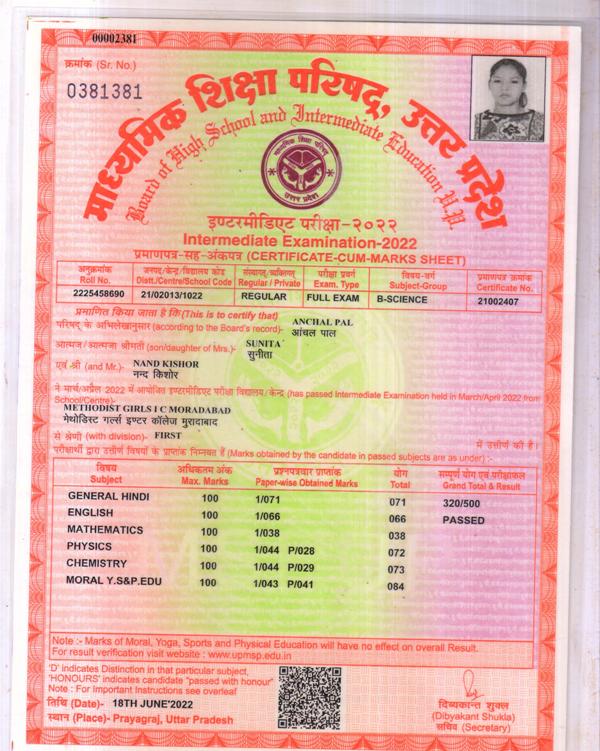 00002381
क्रमांक (Sr. No.)
0381381
माध्यमिक शिक्षा परिषद्, उत्तर प्रदेश
Board of High School and Intermediate Education U.P.
माध्यमिक शिक्षा परिषद्
उत्तर प्रदेश
इण्टरमीडिएट परीक्षा-२०२२
Intermediate Examination-2022
प्रमाणपत्र-सह-अंकपत्र (CERTIFICATE-CUM-MARKS SHEET)
अनुक्रमांक जनपद/केन्द्र/विद्यालय कोड संस्थागत/व्यक्तिगत परीक्षा प्रवर्ग विषय-वर्ग प्रमाणपत्र क्रमांक
Roll No. Distt./Centre/School Code Regular / Private Exam. Type Subject-Group Certificate No.
2225458690 21/02013/1022 REGULAR FULL EXAM B-SCIENCE 21002407
प्रमाणित किया जाता है कि (This is to certify that)
परिषद् के अभिलेखानुसार (according to the Board's record)- ANCHAL PAL
आंचल पाल
आत्मज/आत्मजा श्रीमती (son/daughter of Mrs.)- SUNITA
सुनीता
एवं श्री (and Mr.)- NAND KISHOR
नन्द किशोर
ने मार्च/अप्रैल 2022 में आयोजित इण्टरमीडिएट परीक्षा विद्यालय/केन्द्र (has passed Intermediate Examination held in March/April 2022 from
School/Centre)-
METHODIST GIRLS I C MORADABAD
मेथोडिस्ट गर्ल्स इण्टर कॉलेज मुरादाबाद
से श्रेणी (with division)- FIRST में उत्तीर्ण की है।
परीक्षार्थी द्वारा उत्तीर्ण विषयों के प्राप्तांक निम्नवत हैं (Marks obtained by the candidate in passed subjects are as under) :-
विषय अधिकतम अंक प्रश्नपत्रवार प्राप्तांक योग सम्पूर्ण योग एवं परीक्षाफल
Subject Max. Marks Paper-wise Obtained Marks Total Grand Total & Result
GENERAL HINDI 100 1/071 071 320/500
ENGLISH 100 1/066 066 PASSED
MATHEMATICS 100 1/038 038
PHYSICS 100 1/044 P/028 072
CHEMISTRY 100 1/044 P/029 073
MORAL Y.S&P.EDU 100 1/043 P/041 084
Note :- Marks of Moral, Yoga, Sports and Physical Education will have no effect on overall Result.
For result verification visit website : www.upmsp.edu.in
'D' indicates Distinction in that particular subject,
'HONOURS' indicates candidate "passed with honour"
Note : For Important Instructions see overleaf
तिथि (Date)- 18TH JUNE'2022
स्थान (Place)- Prayagraj, Uttar Pradesh
दिव्यकान्त शुक्ल
(Dibyakant Shukla)
सचिव (Secretary)